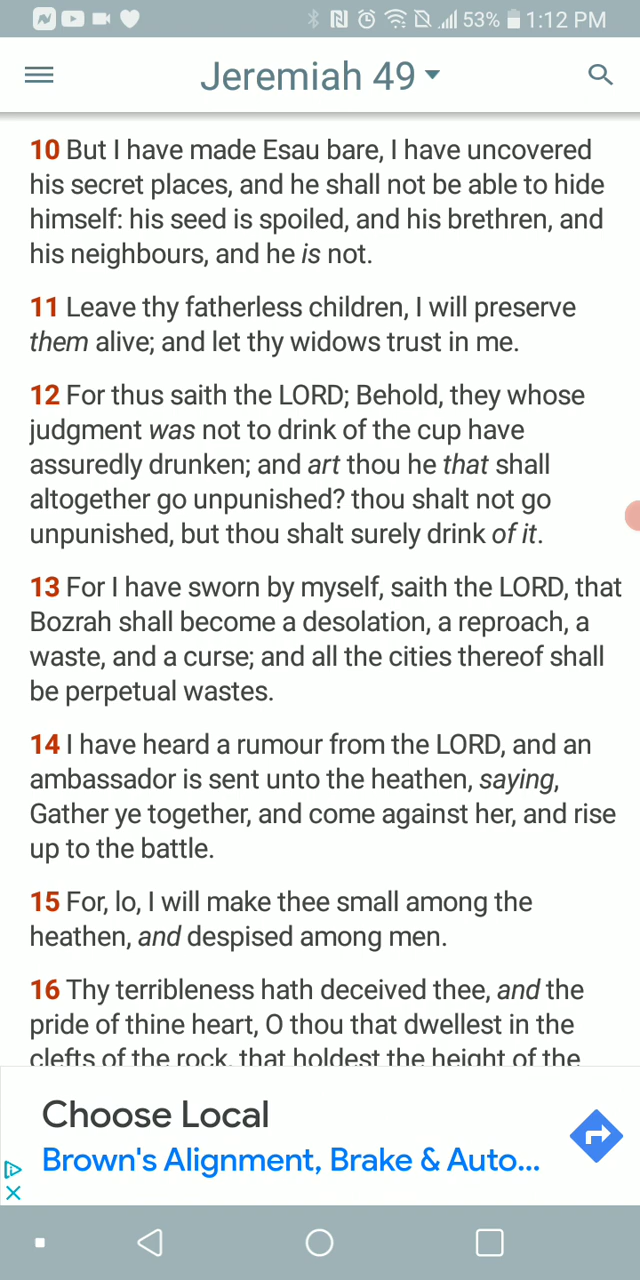 53% 1:12 PM
Jeremiah 49
10 But I have made Esau bare, I have uncovered
his secret places, and he shall not be able to hide
himself: his seed is spoiled, and his brethren, and
his neighbours, and he is not.
11 Leave thy fatherless children, I will preserve
them alive; and let thy widows trust in me.
12 For thus saith the LORD; Behold, they whose
judgment was not to drink of the cup have
assuredly drunken; and art thou he that shall
altogether go unpunished? thou shalt not go
unpunished, but thou shalt surely drink of it.
13 For I have sworn by myself, saith the LORD, that
Bozrah shall become a desolation, a reproach, a
waste, and a curse; and all the cities thereof shall
be perpetual wastes.
14 I have heard a rumour from the LORD, and an
ambassador is sent unto the heathen, saying,
Gather ye together, and come against her, and rise
up to the battle.
15 For, lo, I will make thee small among the
heathen, and despised among men.
16 Thy terribleness hath deceived thee, and the
pride of thine heart, O thou that dwellest in the
clefts of the rock, that holdest the height of the
Choose Local
Brown's Alignment, Brake & Auto...